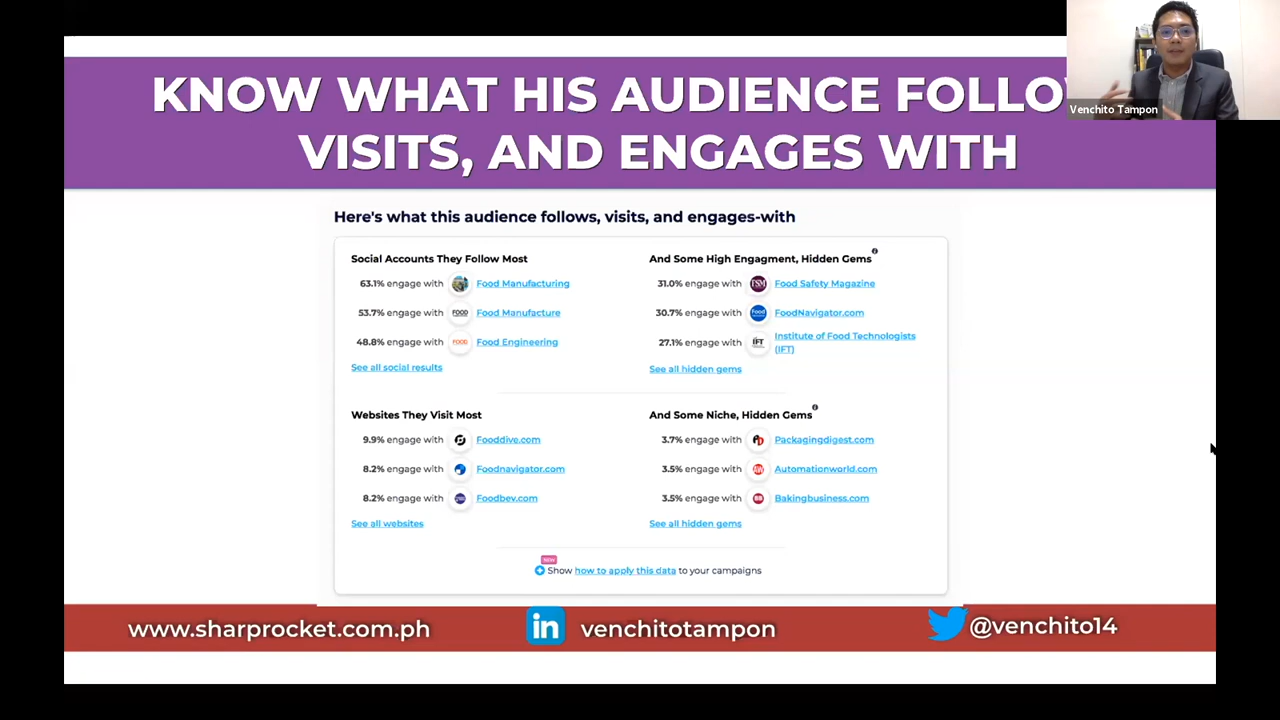 KNOW WHAT HIS AUDIENCE FOLLO
VISITS, AND ENGAGES WITH
Venchito Tampon
Here's what this audience follows, visits, and engages-with
Social Accounts They Follow Most
63.1% engage with Food Manufacturing
53.7% engage with FOOD Food Manufacture
48.8% engage with FOOD Food Engineering
See all social results
And Some High Engagment, Hidden Gems
31.0% engage with FSM Food Safety Magazine
30.7% engage with Food FoodNavigator.com
27.1% engage with IFT Institute of Food Technologists
(IFT)
See all hidden gems
Websites They Visit Most
9.9% engage with Fooddive.com
8.2% engage with Foodnavigator.com
8.2% engage with Foodbev.com
See all websites
And Some Niche, Hidden Gems
3.7% engage with Packagingdigest.com
3.5% engage with Automationworld.com
3.5% engage with Bakingbusiness.com
See all hidden gems
NEW
Show how to apply this data to your campaigns
www.sharprocket.com.ph
in venchitotampon
@venchito14